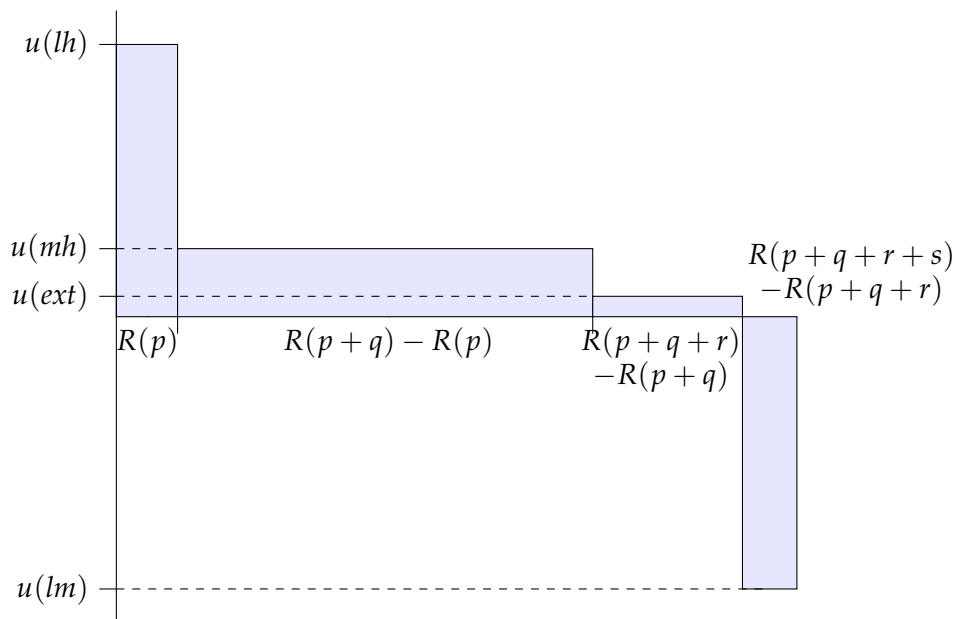 u(lh)
u(mh)
R(p + q + r + s)
−R(p + q + r)
u(ext)
R(p)
R(p + q) − R(p)
R(p + q + r)
−R(p + q)
u(lm)